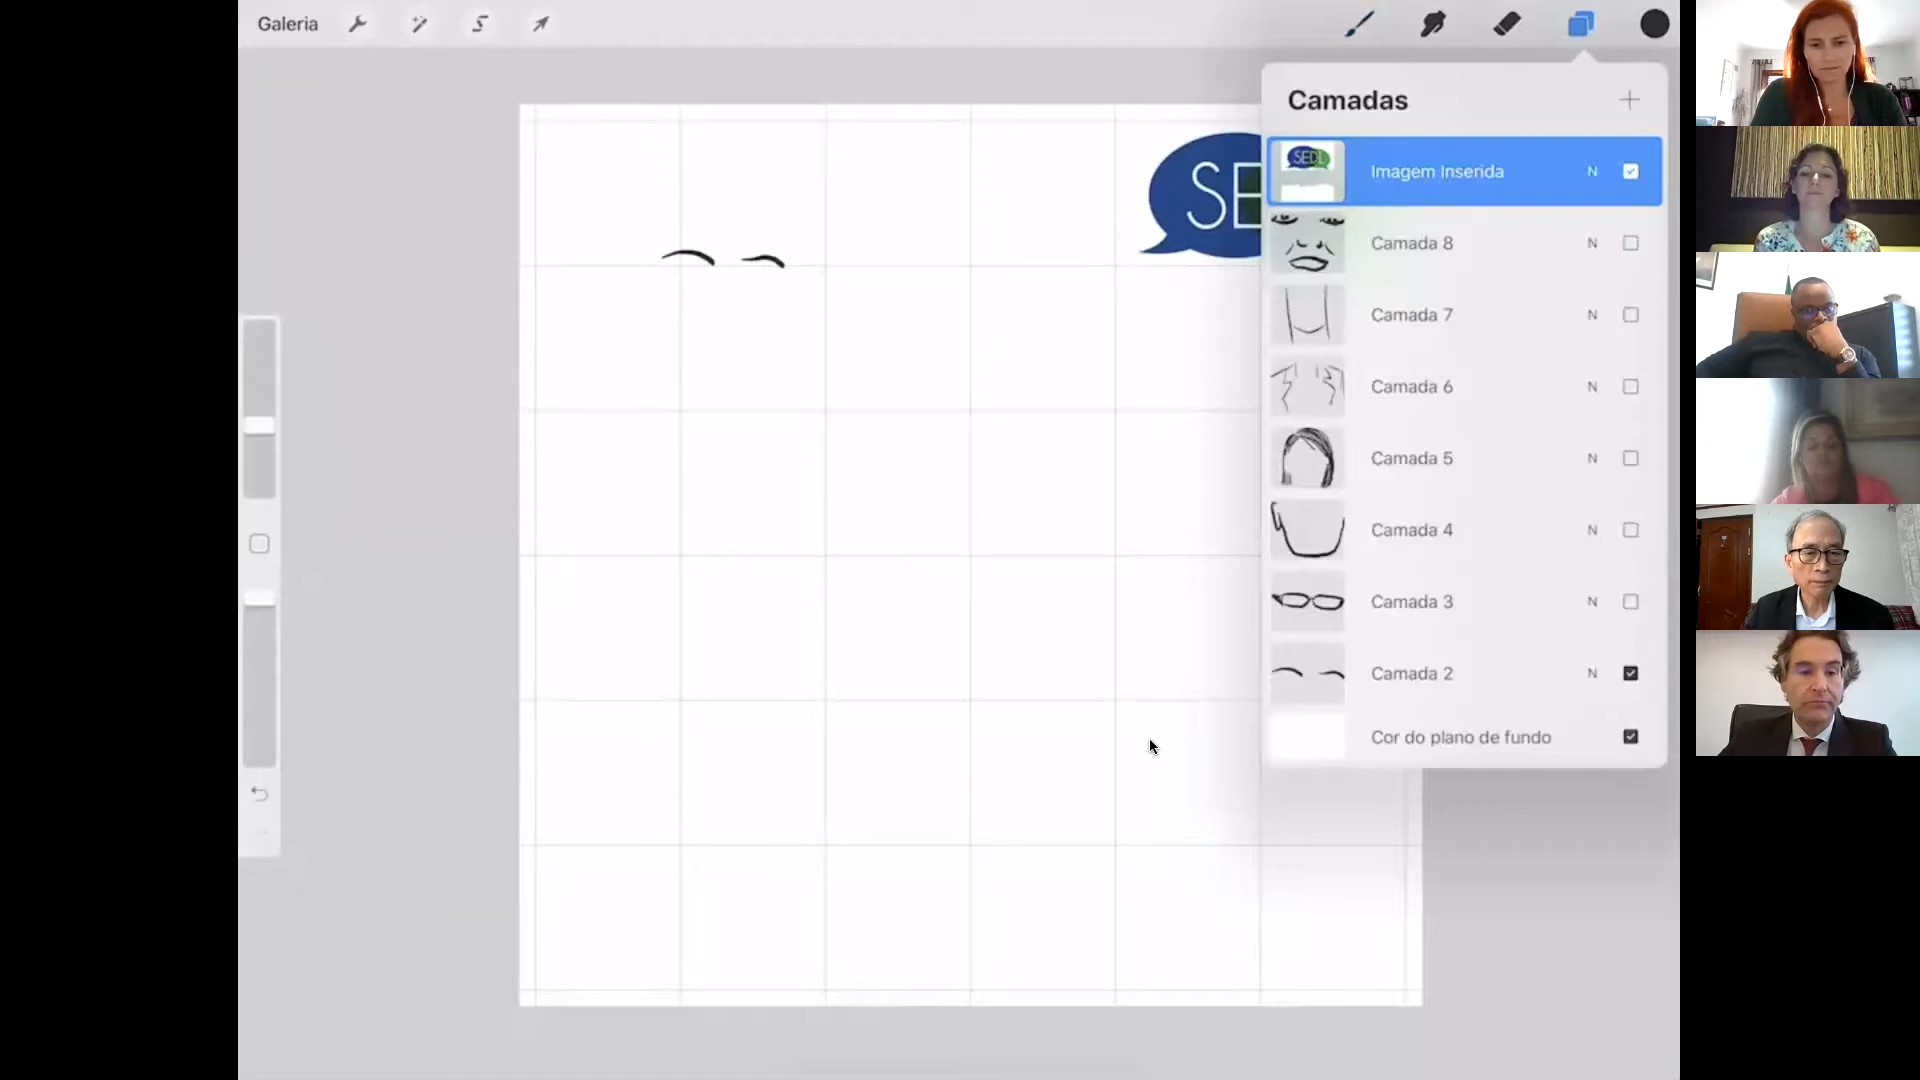 Galeria
Camadas
SE
SEDL
Imagem Inserida N
Camada 8 N
Camada 7 N
Camada 6 N
Camada 5 N
Camada 4 N
Camada 3 N
Camada 2 N
Cor do plano de fundo